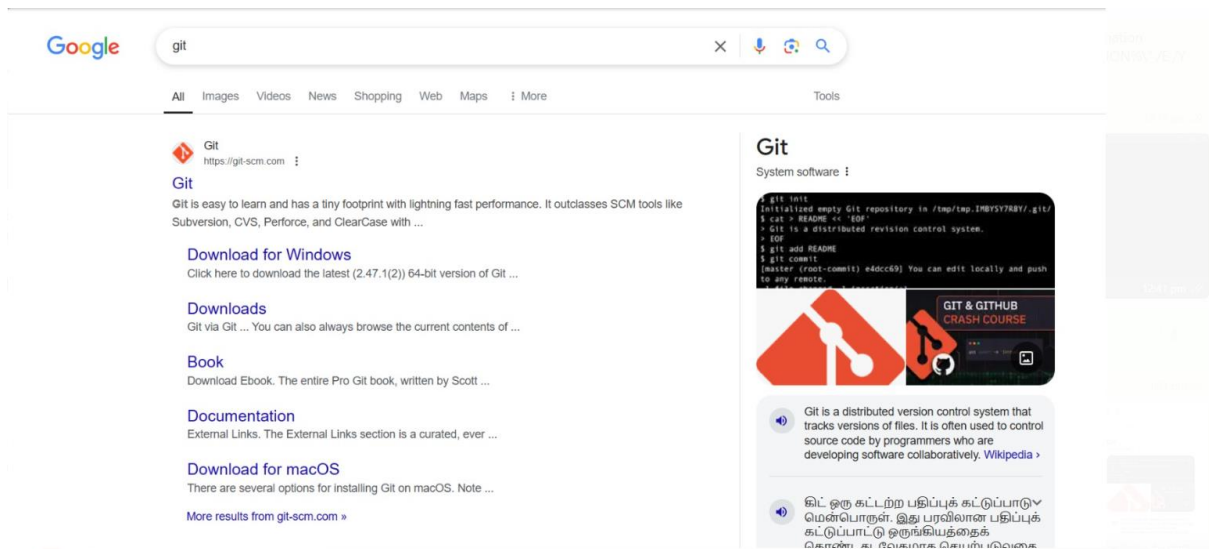 Google
git
All Images Videos News Shopping Web Maps More
Tools
Git
https://git-scm.com
Git
Git is easy to learn and has a tiny footprint with lightning fast performance. It outclasses SCM tools like
Subversion, CVS, Perforce, and ClearCase with ...
Download for Windows
Click here to download the latest (2.47.1(2)) 64-bit version of Git ...
Downloads
Git via Git ... You can also always browse the current contents of ...
Book
Download Ebook. The entire Pro Git book, written by Scott ...
Documentation
External Links. The External Links section is a curated, ever ...
Download for macOS
There are several options for installing Git on macOS. Note ...
More results from git-scm.com »
Git
System software
$ git init
Initialized empty Git repository in /tmp/tmp.IMBYSY7RBY/.git/
$ cat > README << 'EOF'
> Git is a distributed revision control system.
> EOF
$ git add README
$ git commit
[master (root-commit) e4dcc69] You can edit locally and push
to any remote.
GIT & GITHUB
CRASH COURSE
Git is a distributed version control system that
tracks versions of files. It is often used to control
source code by programmers who are
developing software collaboratively. Wikipedia ›
கிட் ஒரு கட்டற்ற பதிப்புக் கட்டுப்பாடு
மென்பொருள். இது பரவிலான பதிப்புக்
கட்டுப்பாட்டு ஒருங்கியத்தைக்